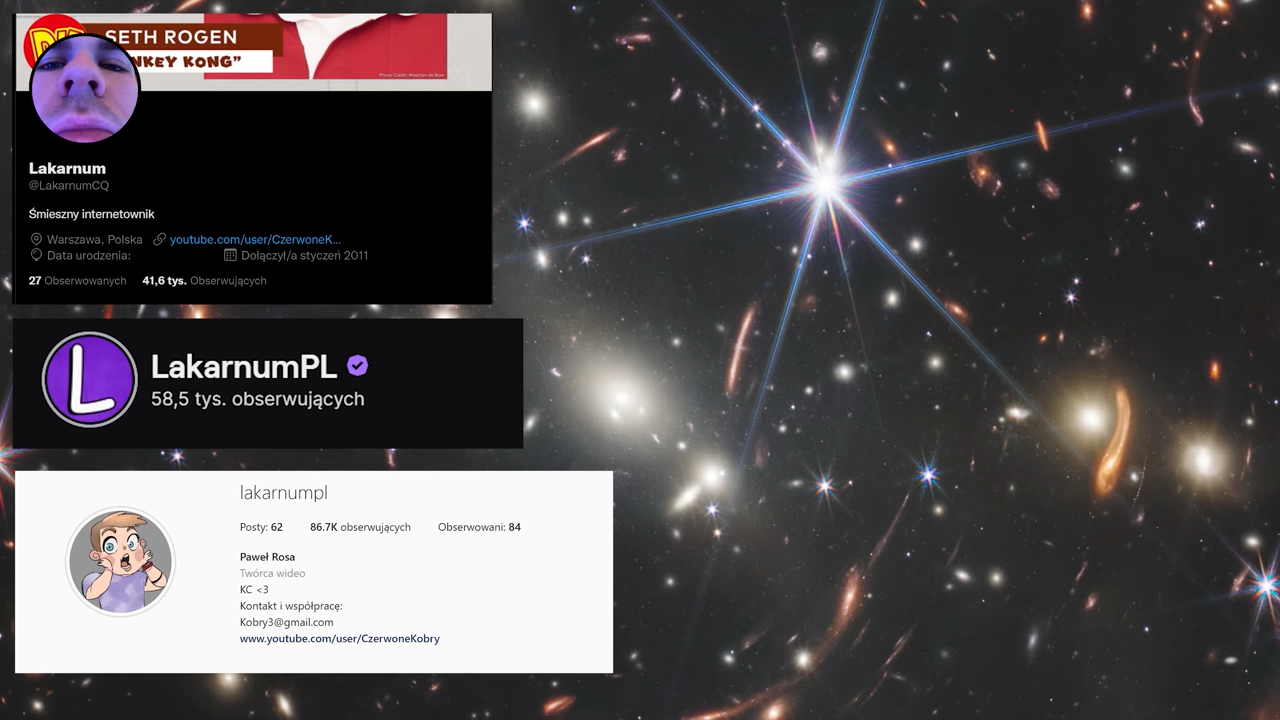 SETH ROGEN
NKEY KONG”
Lakarnum
@LakarnumCQ
Śmieszny internetownik
Warszawa, Polska youtube.com/user/CzerwoneK...
Data urodzenia: Dołączył/a styczeń 2011
27 Obserwowanych 41,6 tys. Obserwujących
L
LakarnumPL
58,5 tys. obserwujących
lakarnumpl
Posty: 62 86.7K obserwujących Obserwowani: 84
Paweł Rosa
Twórca wideo
KC <3
Kontakt i współpracę:
Kobry3@gmail.com
www.youtube.com/user/CzerwoneKobry